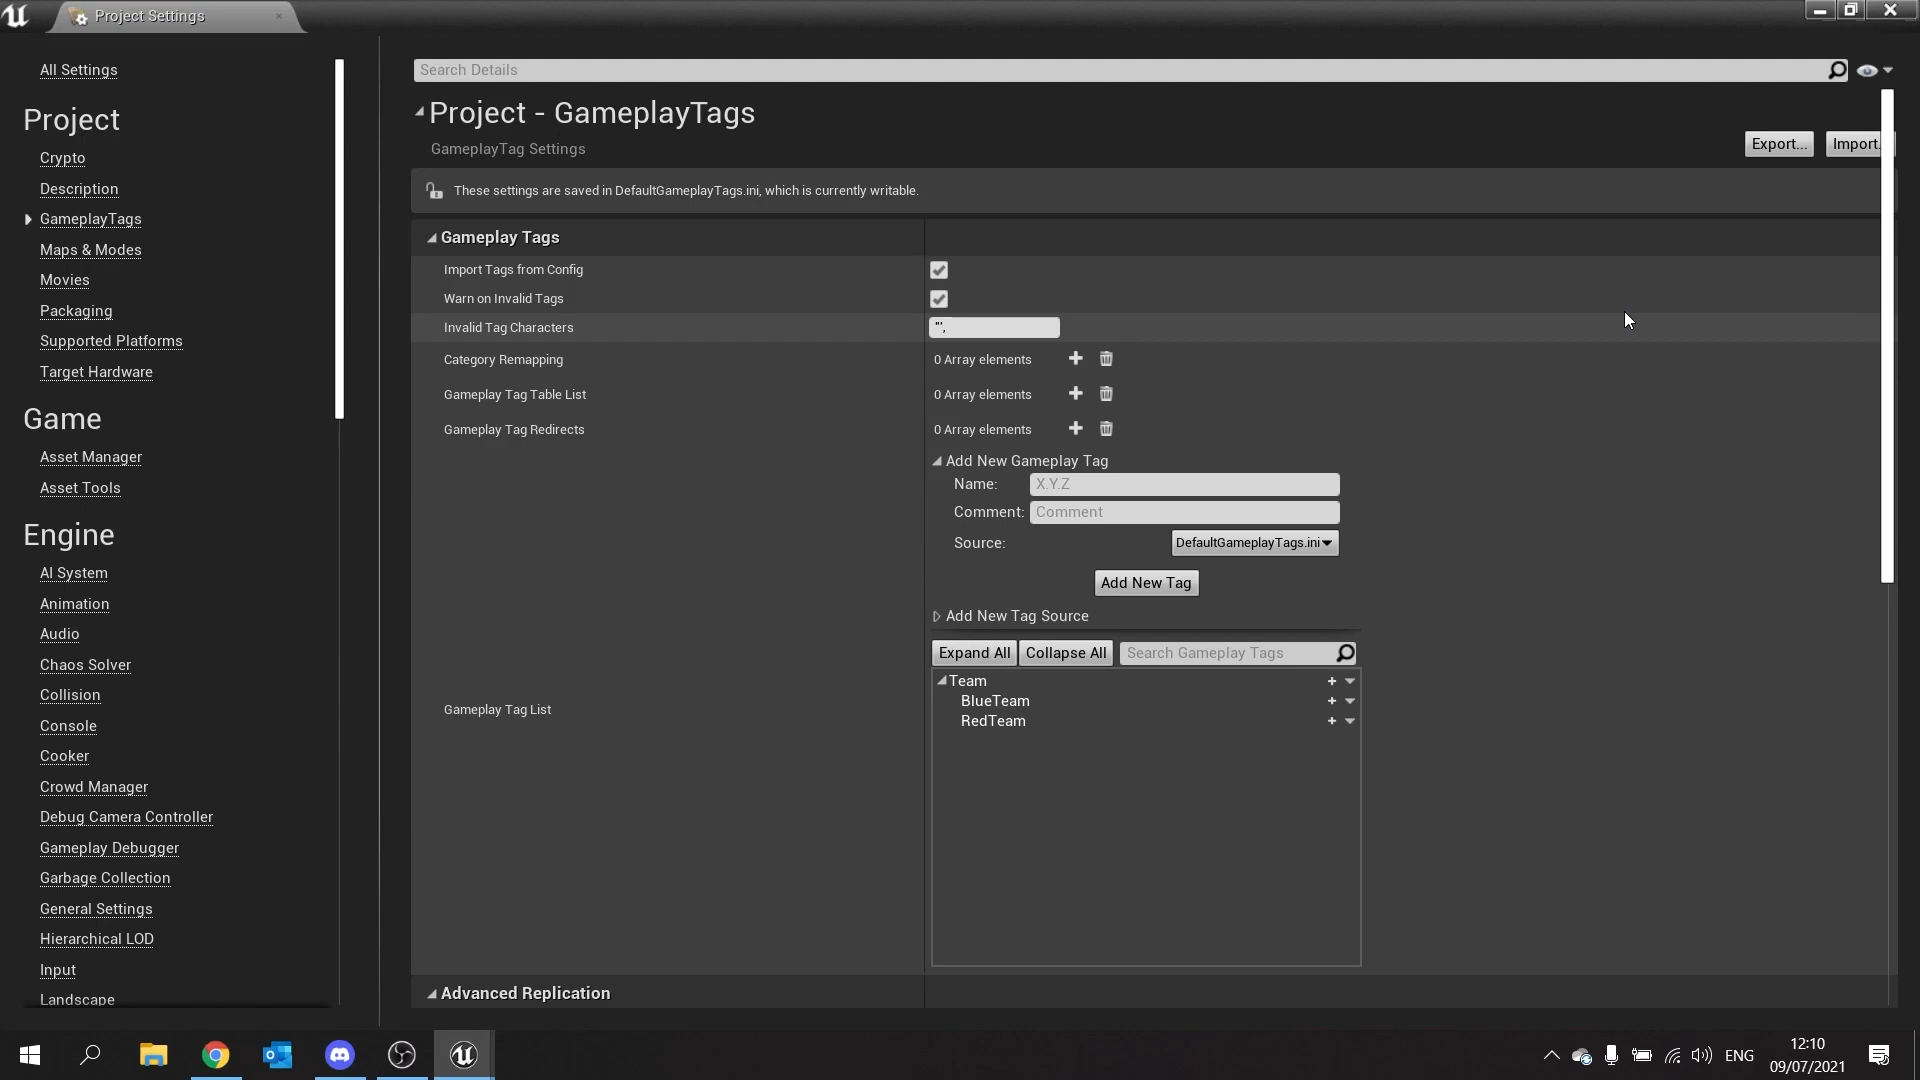 Project Settings
All Settings
Project
Crypto
Description
GameplayTags
Maps & Modes
Movies
Packaging
Supported Platforms
Target Hardware
Game
Asset Manager
Asset Tools
Engine
AI System
Animation
Audio
Chaos Solver
Collision
Console
Cooker
Crowd Manager
Debug Camera Controller
Gameplay Debugger
Garbage Collection
General Settings
Hierarchical LOD
Input
Landscape
Search Details
Project - GameplayTags
GameplayTag Settings
Export...
Import.
These settings are saved in DefaultGameplayTags.ini, which is currently writable.
Gameplay Tags
Import Tags from Config
Warn on Invalid Tags
Invalid Tag Characters "',
Category Remapping 0 Array elements
Gameplay Tag Table List 0 Array elements
Gameplay Tag Redirects 0 Array elements
Add New Gameplay Tag
Name: X.Y.Z
Comment: Comment
Source: DefaultGameplayTags.ini
Add New Tag
Add New Tag Source
Expand All Collapse All Search Gameplay Tags
Team
BlueTeam
RedTeam
Gameplay Tag List
Advanced Replication
ENG
12:10
09/07/2021